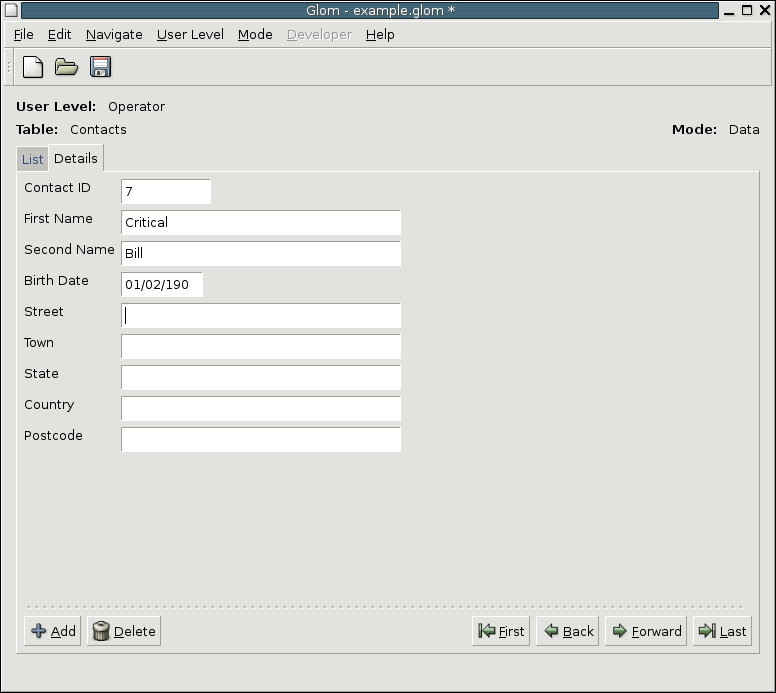 Glom - example.glom *
File Edit Navigate User Level Mode Developer Help
User Level: Operator
Table: Contacts Mode: Data
List Details
Contact ID 7
First Name Critical
Second Name Bill
Birth Date 01/02/190
Street
Town
State
Country
Postcode
Add Delete First Back Forward Last